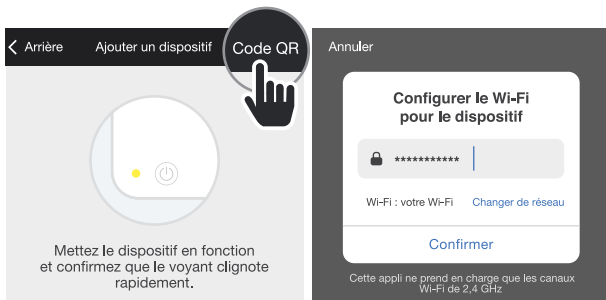 Arrière
Ajouter un dispositif
Code QR
Mettez le dispositif en fonction
et confirmez que le voyant clignote
rapidement.
Annuler
Configurer le Wi-Fi
pour le dispositif
***********
Wi-Fi : votre Wi-Fi
Changer de réseau
Confirmer
Cette appli ne prend en charge que les canaux
Wi-Fi de 2,4 GHz